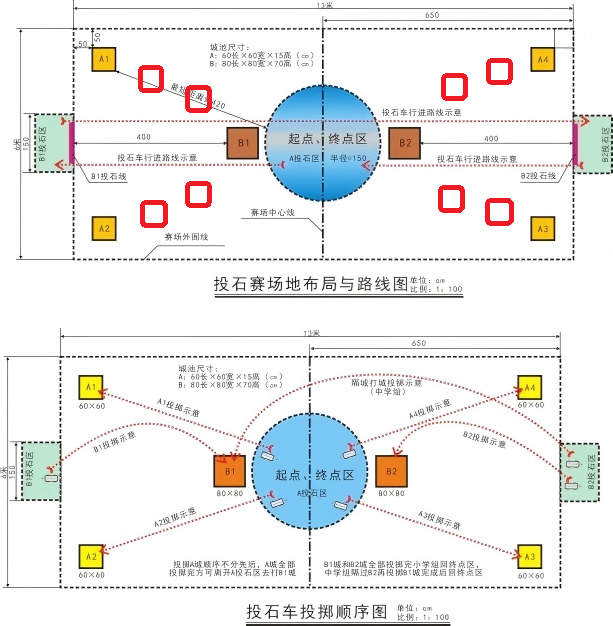 13米
650
50
50
城池尺寸:
A: 60长×60宽×15高(cm)
B: 80长×80宽×70高(cm)
A1
A4
最短距离约420
投石车行进路线示意
投石车行进路线示意
6米
150
B1投石区
400
B1
起点、终点区
A投石区 半径=150
B2
400
B2投石区
投石车行进路线示意
投石车行进路线示意
B1投石线
B2投石线
赛场中心线
A2
赛场外围线
A3
投石赛场地布局与路线图
单位: cm
比例: 1: 100
13米
650
城池尺寸:
A: 60长×60宽×15高(cm)
B: 80长×80宽×70高(cm)
隔城打城投掷示意
(中学组)
A1
60×60
A4
60×60
A1投掷示意
A4投掷示意
B1投掷示意
B2投掷示意
6米
150
B1投石区
B1
80×80
起点、终点区
A投石区
B2
80×80
B2投石区
A2投掷示意
A3投掷示意
A2
60×60
投掷A城顺序不分先后, A城全部
投掷完方可离开A投石区去打B1城
B1城和B2城全部投掷完小学组回终点区,
中学组隔过B2再投掷B1城完成后回终点区
A3
60×60
投石车投掷顺序图
单位: cm
比例: 1: 100